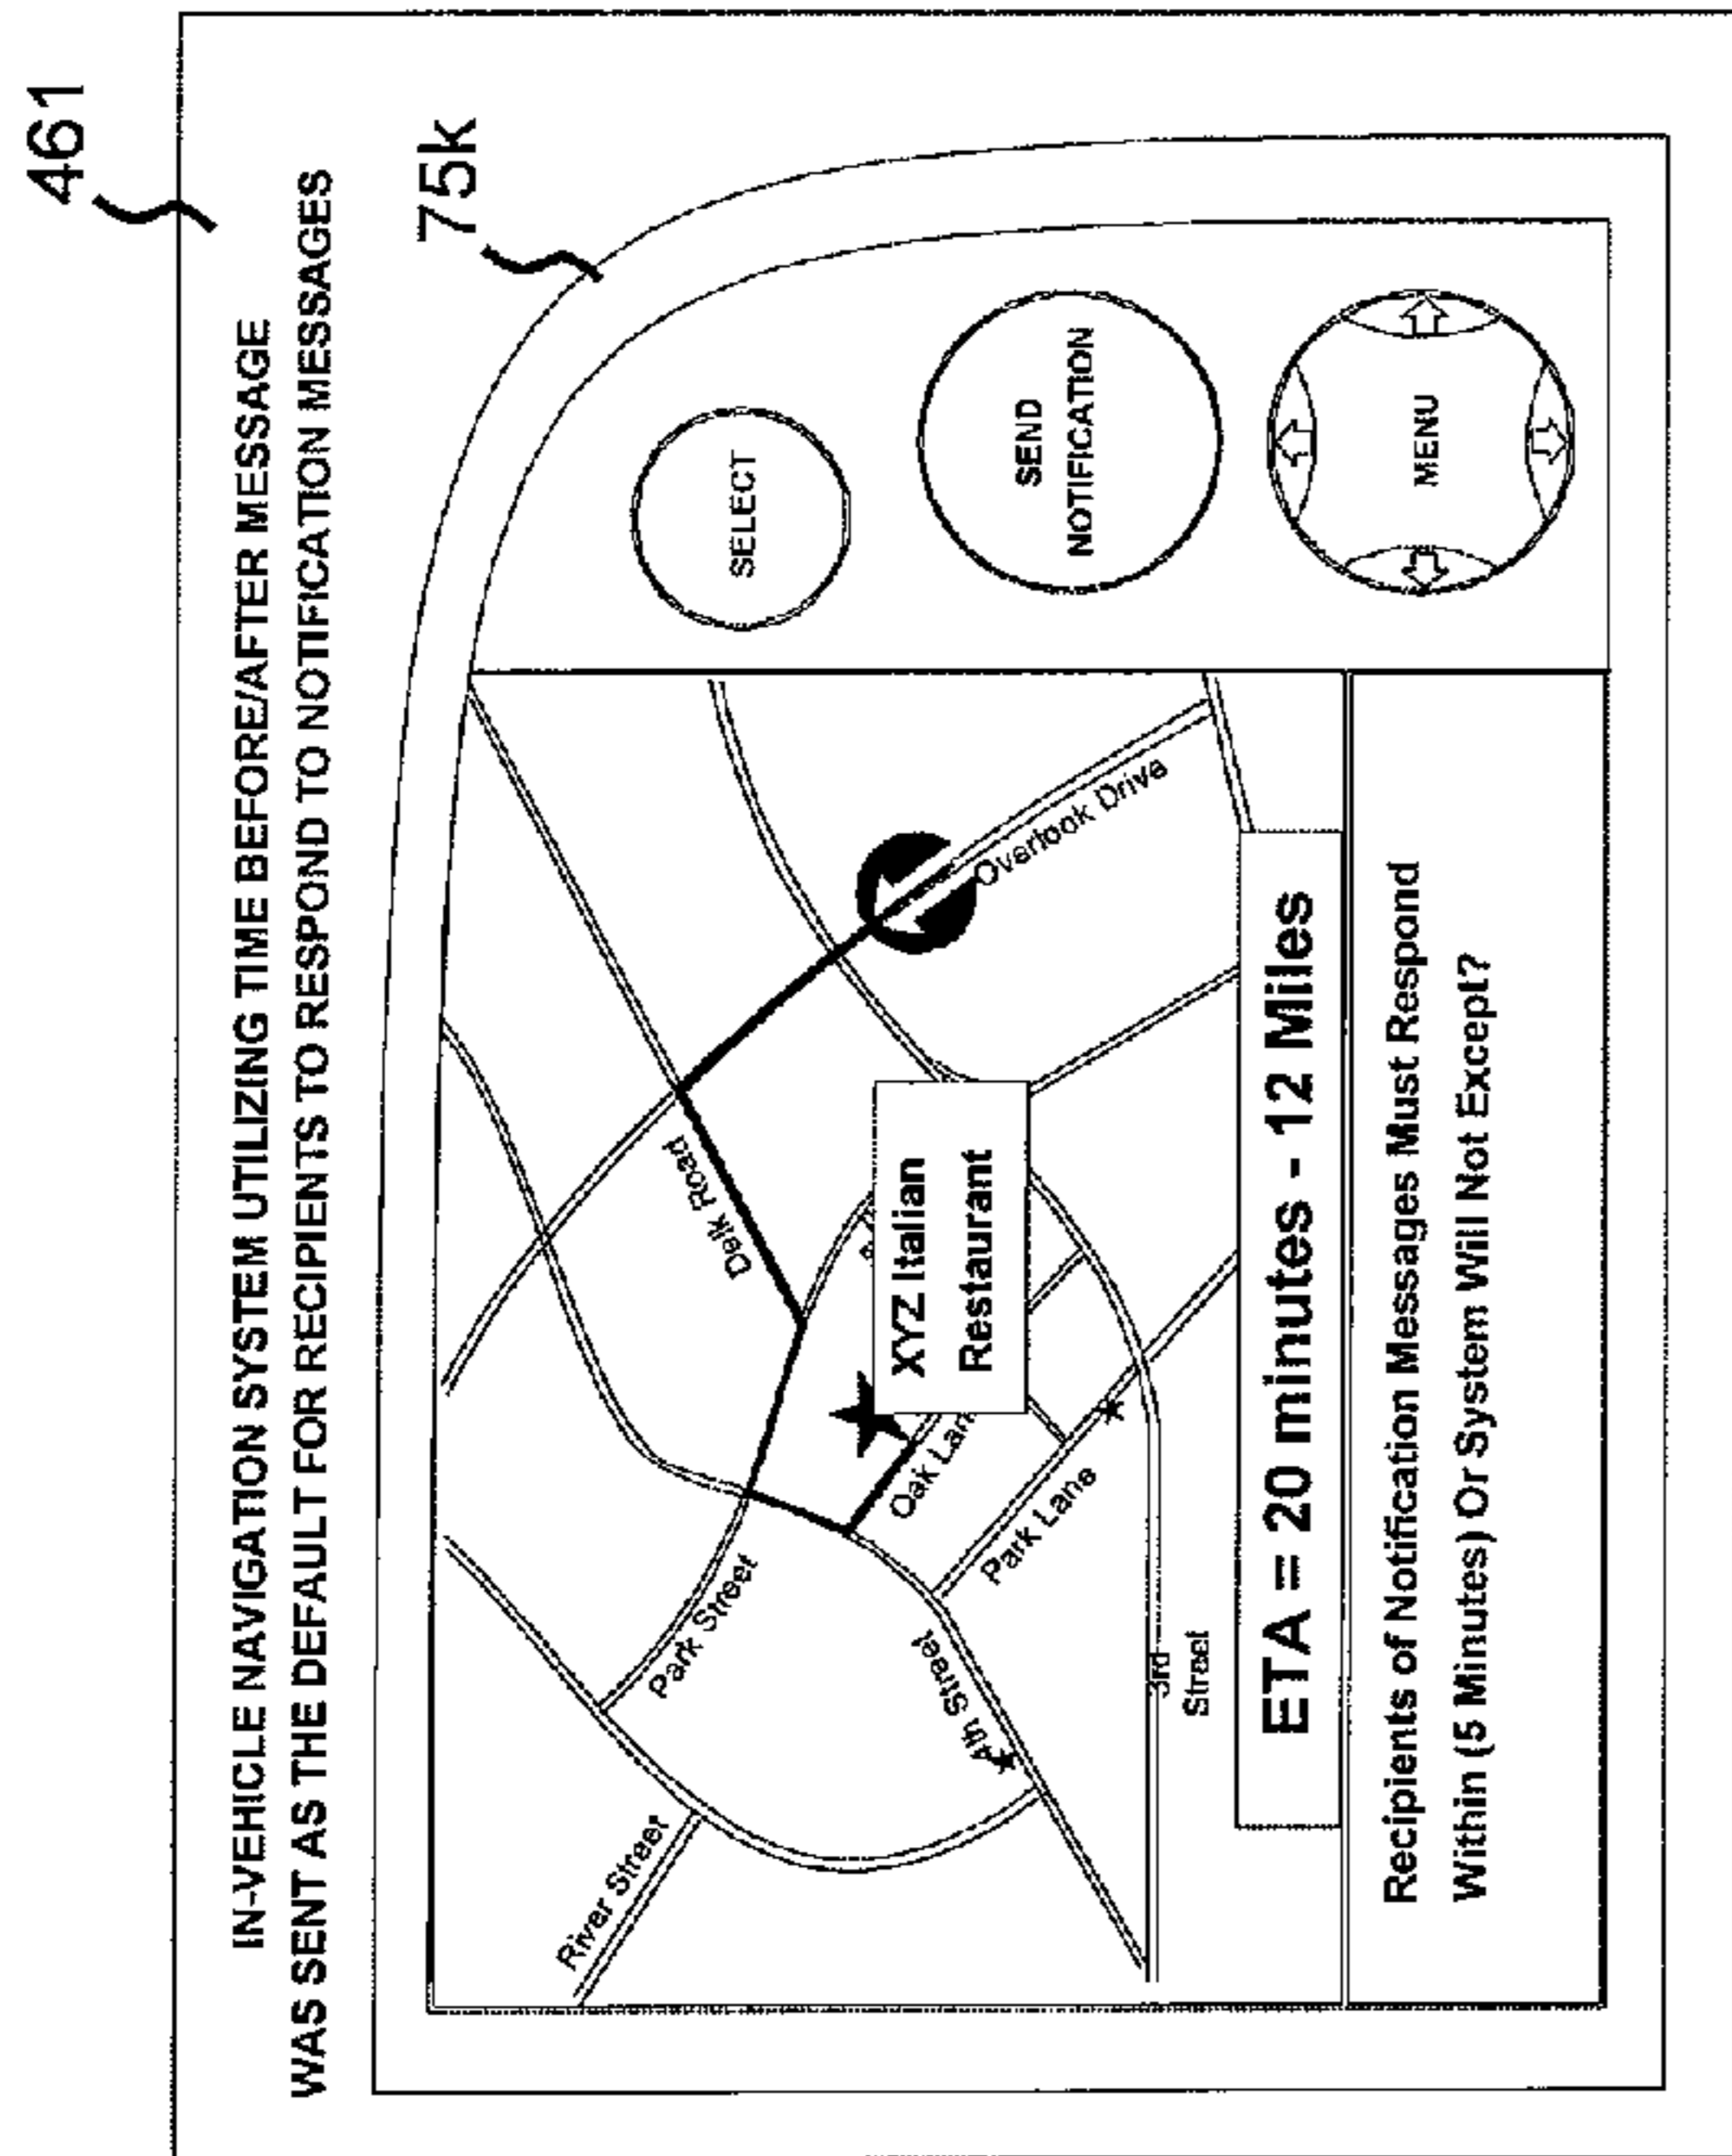 461
IN-VEHICLE NAVIGATION SYSTEM UTILIZING TIME BEFORE/AFTER MESSAGE
WAS SENT AS THE DEFAULT FOR RECIPIENTS TO RESPOND TO NOTIFICATION MESSAGES
75k
River Street
Park Street
Delk Road
4th Street
Oak Lan
Park Lane
XYZ Italian
Restaurant
Overlook Drive
3rd
Street
ETA = 20 minutes - 12 Miles
Recipients of Notification Messages Must Respond
Within (5 Minutes) Or System Will Not Except?
SELECT
SEND
NOTIFICATION
MENU